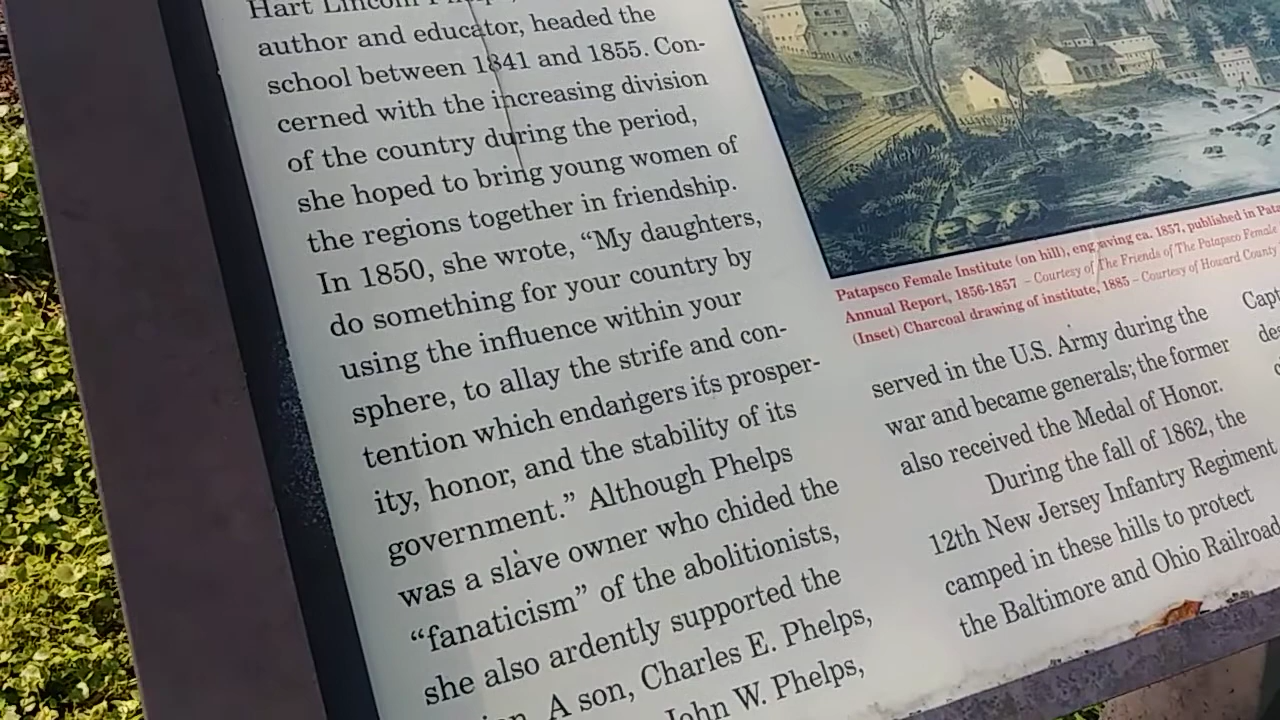 Hart Lincoln
author and educator, headed the
school between 1841 and 1855. Con-
cerned with the increasing division
of the country during the period,
she hoped to bring young women of
the regions together in friendship.
In 1850, she wrote, “My daughters,
do something for your country by
using the influence within your
sphere, to allay the strife and con-
tention which endangers its prosper-
ity, honor, and the stability of its
government.” Although Phelps
was a slave owner who chided the
“fanaticism” of the abolitionists,
she also ardently supported the
A son, Charles E. Phelps,
John W. Phelps,
Patapsco Female Institute (on hill), engraving ca. 1857, published in
Annual Report, 1856-1857 – Courtesy of The Friends of The Patapsco Female
(Inset) Charcoal drawing of institute, 1885 – Courtesy of Howard County
served in the U.S. Army during the
war and became generals; the former
also received the Medal of Honor.
During the fall of 1862, the
12th New Jersey Infantry Regiment
camped in these hills to protect
the Baltimore and Ohio Railroad